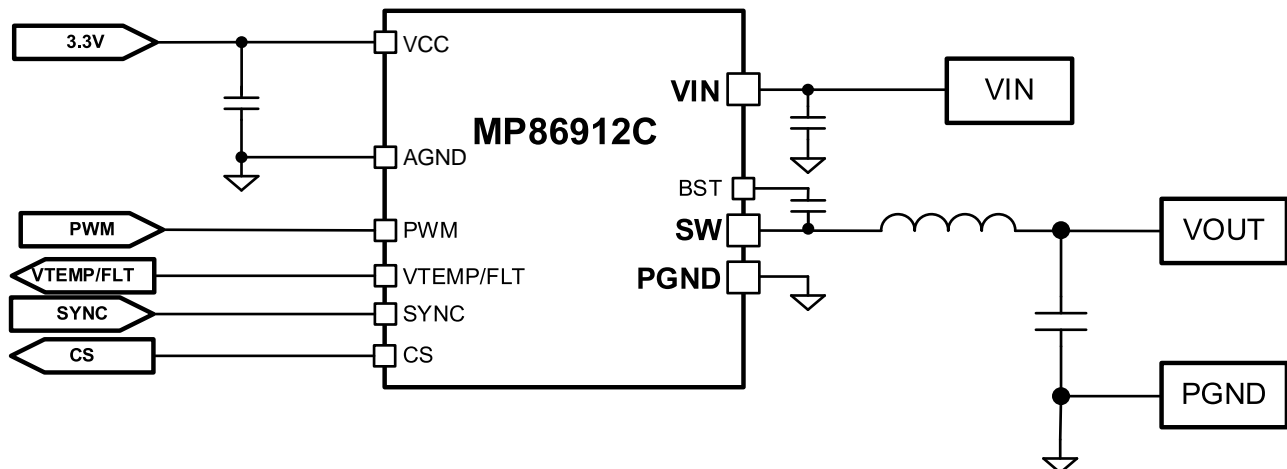 3.3V
VCC
VIN
VIN
MP86912C
AGND
BST
PWM
PWM
SW
VOUT
VTEMP/FLT
VTEMP/FLT
PGND
SYNC
SYNC
CS
CS
PGND